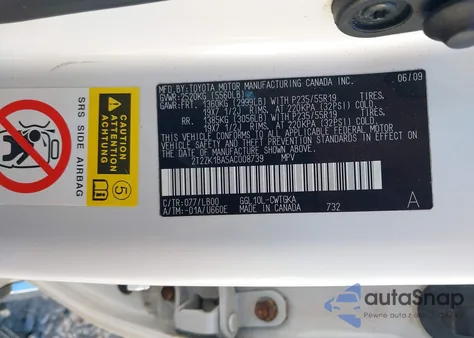 MFD.BY:TOYOTA MOTOR MANUFACTURING CANADA INC. 06/09
GVWR:2520KG (5560LB)
GAWR:FRT. 1360KG (2999LB) WITH P235/55R19 TIRES,
19X7 1/2J RIMS, AT 220KPA (32PSI) COLD.
RR. 1385KG (3056LB) WITH P235/55R19 TIRES,
19X7 1/2J RIMS, AT 220KPA (32PSI) COLD.
THIS VEHICLE CONFORMS TO ALL APPLICABLE
FEDERAL MOTOR VEHICLE SAFETY AND THEFT
PREVENTION STANDARDS IN EFFECT ON THE DATE
OF MANUFACTURE SHOWN ABOVE.
2T2ZK1BA5AC008739 MPV
C/TR:077/LB00 GGL10L-CWTGKA
A/TM:-01A/U660E MADE IN CANADA 732 A
SRS SIDE AIRBAG
ACHTUNG
5
autoSnap